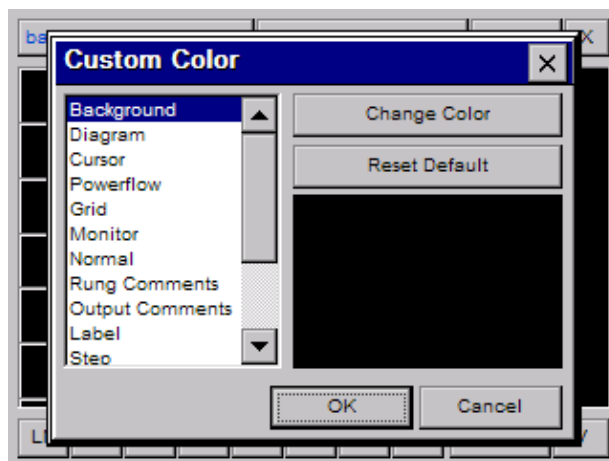 ba
X
Custom Color
Background
Diagram
Cursor
Powerflow
Grid
Monitor
Normal
Rung Comments
Output Comments
Label
Step
Change Color
Reset Default
OK
Cancel